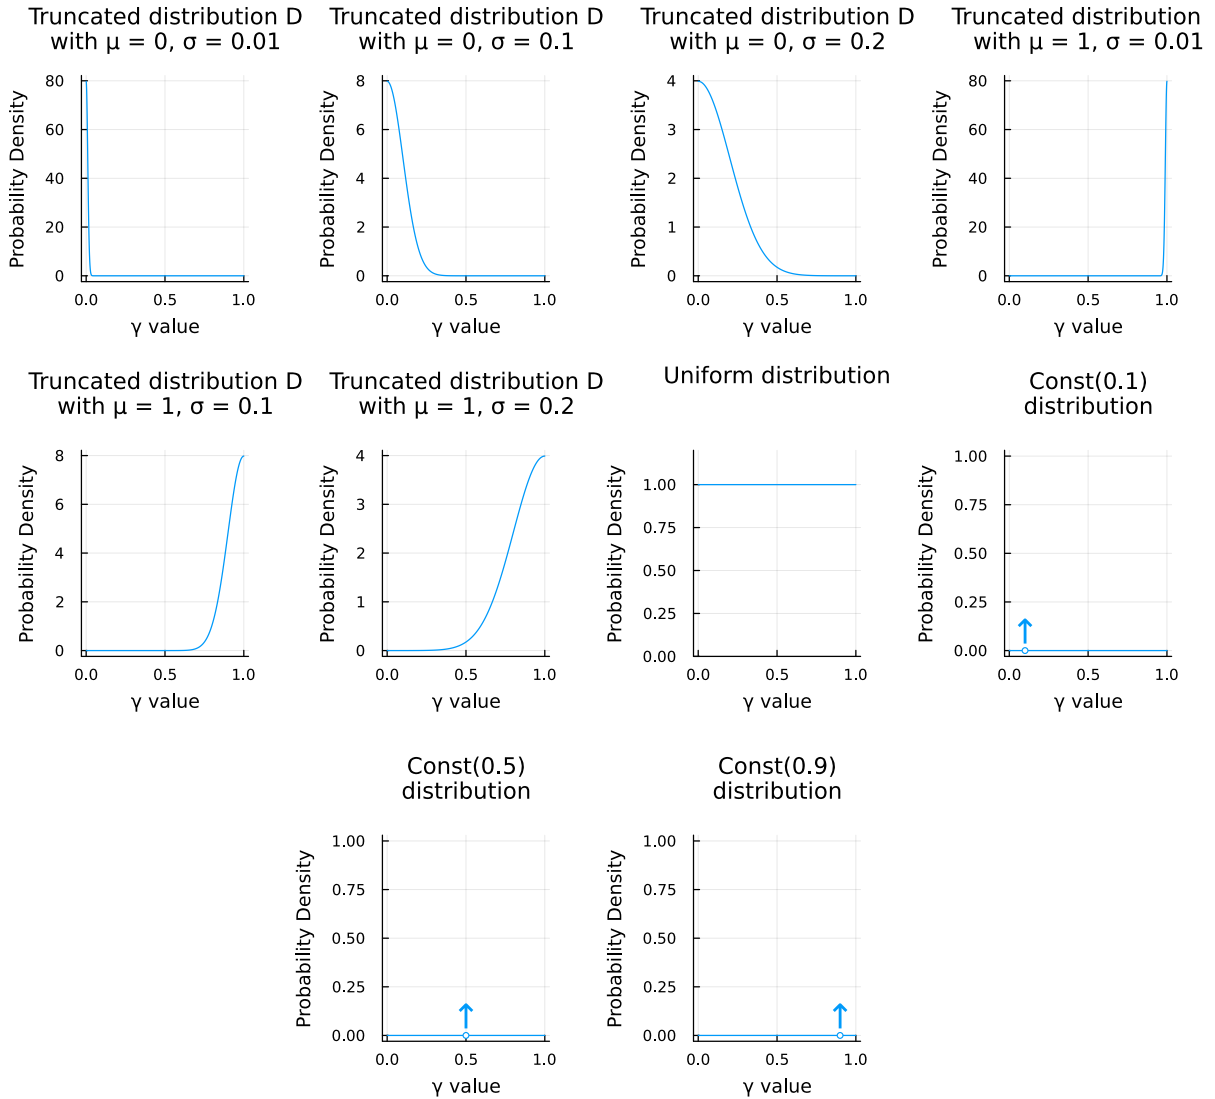 Truncated distribution D
with μ = 0, σ = 0.01
Probability Density
80
60
40
20
0
0.0
0.5
1.0
γ value
Truncated distribution D
with μ = 0, σ = 0.1
Probability Density
8
6
4
2
0
0.0
0.5
1.0
γ value
Truncated distribution D
with μ = 0, σ = 0.2
Probability Density
4
3
2
1
0
0.0
0.5
1.0
γ value
Truncated distribution
with μ = 1, σ = 0.01
Probability Density
80
60
40
20
0
0.0
0.5
1.0
γ value
Truncated distribution D
with μ = 1, σ = 0.1
Probability Density
8
6
4
2
0
0.0
0.5
1.0
γ value
Truncated distribution D
with μ = 1, σ = 0.2
Probability Density
4
3
2
1
0
0.0
0.5
1.0
γ value
Uniform distribution
Probability Density
1.00
0.75
0.50
0.25
0.00
0.0
0.5
1.0
γ value
Const(0.1)
distribution
Probability Density
1.00
0.75
0.50
0.25
0.00
0.0
0.5
1.0
γ value
Const(0.5)
distribution
Probability Density
1.00
0.75
0.50
0.25
0.00
0.0
0.5
1.0
γ value
Const(0.9)
distribution
Probability Density
1.00
0.75
0.50
0.25
0.00
0.0
0.5
1.0
γ value